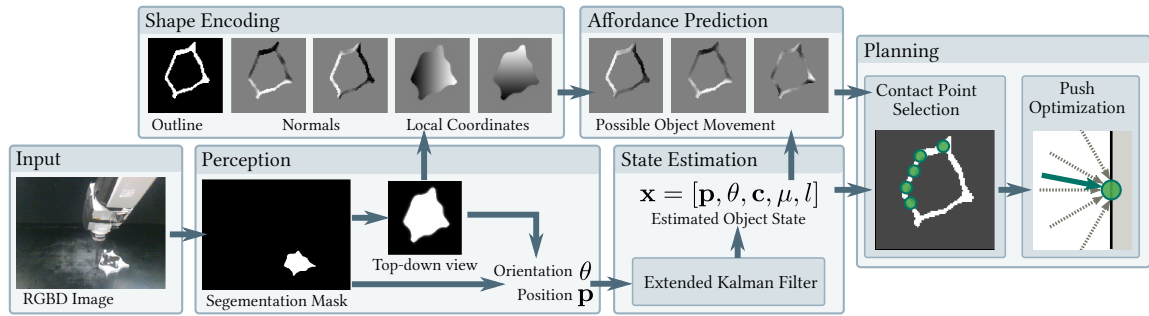 Shape Encoding
Outline
Normals
Local Coordinates
Affordance Prediction
Possible Object Movement
Planning
Contact Point
Selection
Push
Optimization
Input
RGBD Image
Perception
Segementation Mask
Top-down view
Orientation θ
Position p
State Estimation
x = [p, θ, c, μ, l]
Estimated Object State
Extended Kalman Filter